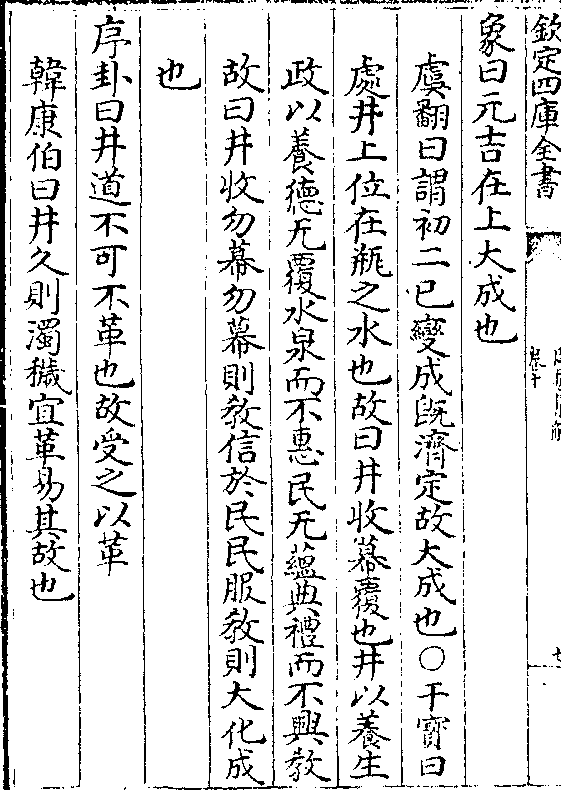 欽定四庫全書
卷十
象曰元吉在上大成也
虞翻曰謂初二已變成既濟定故大成也○干寳曰
處井上位在瓶之水也故曰井收幕覆也井以養生
政以養德无覆水泉而不惠民无蘊典禮而不興教
故曰井收勿幕勿幕則教信於民民服教則大化成
也
序卦曰井道不可不革也故受之以革
韓康伯曰井久則濁穢宜革易其故也